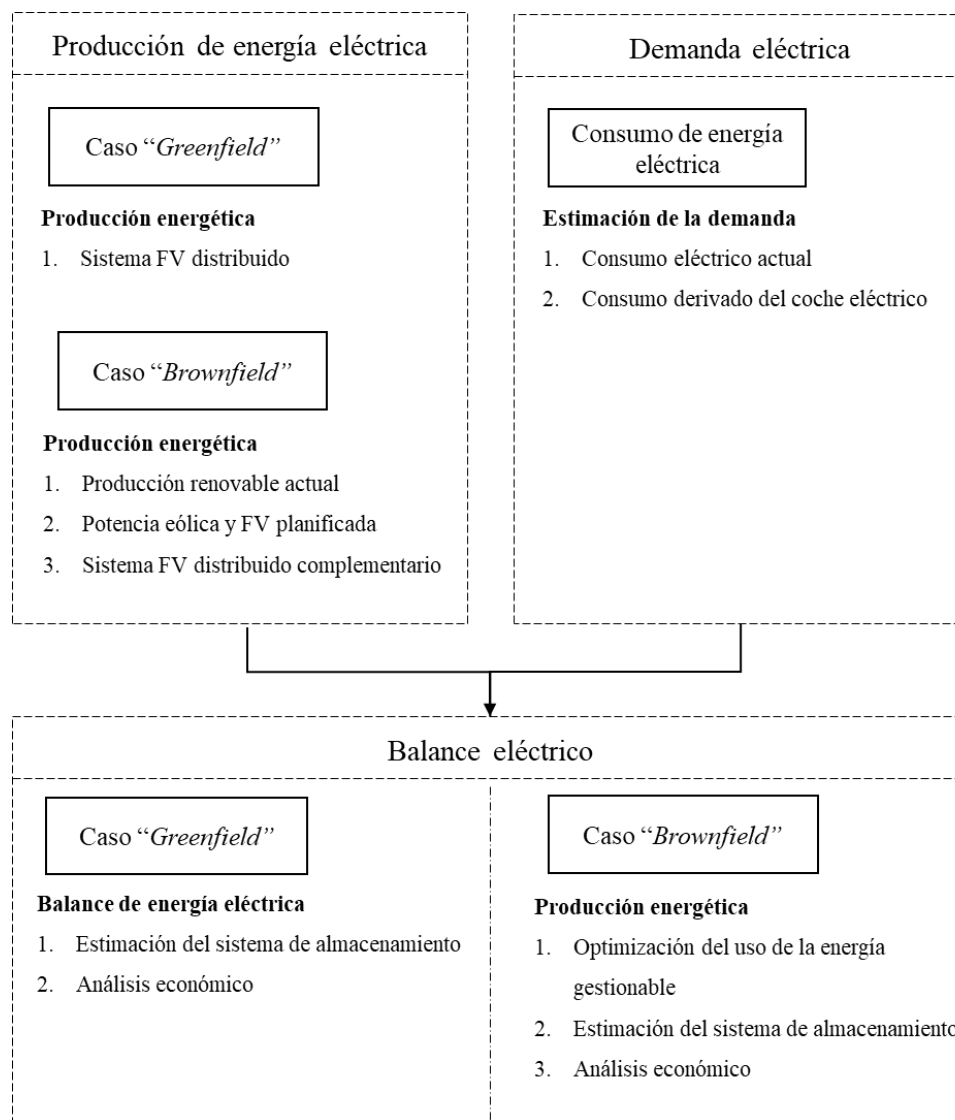 Producción de energía eléctrica
Caso “Greenfield”
Producción energética
1. Sistema FV distribuido
Caso “Brownfield”
Producción energética
1. Producción renovable actual
2. Potencia eólica y FV planificada
3. Sistema FV distribuido complementario
Demanda eléctrica
Consumo de energía
eléctrica
Estimación de la demanda
1. Consumo eléctrico actual
2. Consumo derivado del coche eléctrico
Balance eléctrico
Caso “Greenfield”
Balance de energía eléctrica
1. Estimación del sistema de almacenamiento
2. Análisis económico
Caso “Brownfield”
Producción energética
1. Optimización del uso de la energía
gestionable
2. Estimación del sistema de almacenamiento
3. Análisis económico